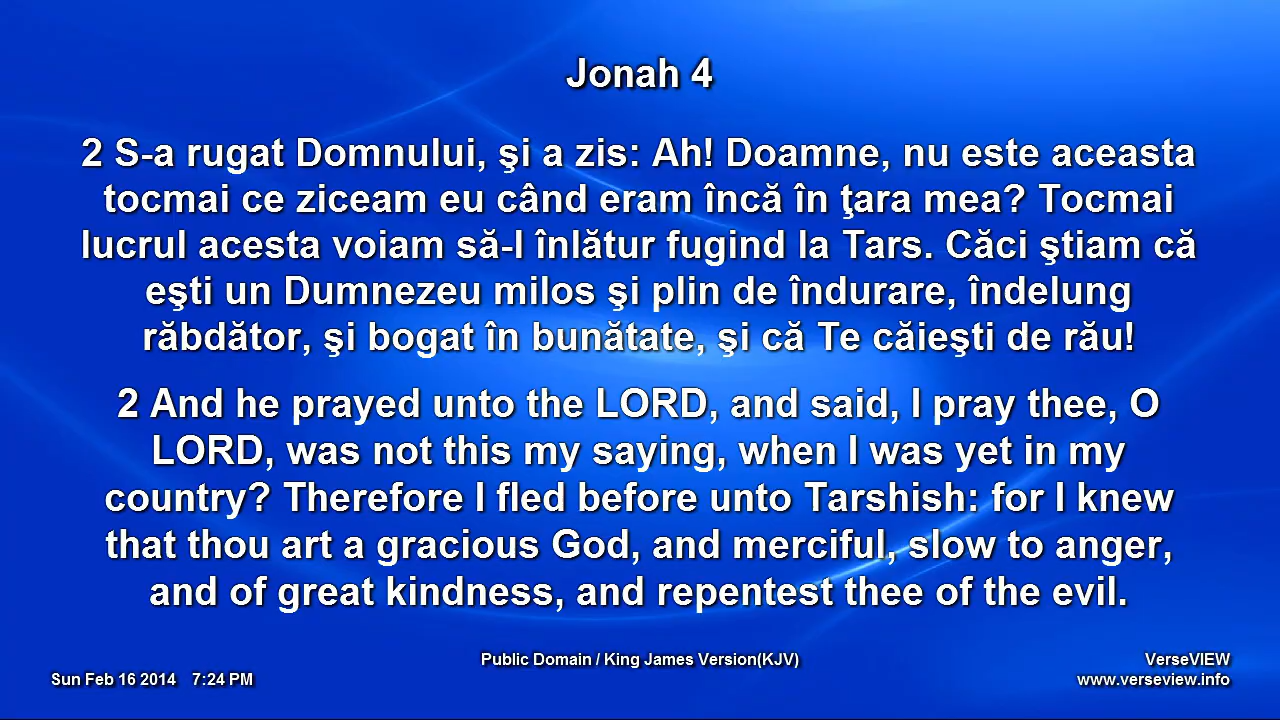 Jonah 4
2 S-a rugat Domnului, şi a zis: Ah! Doamne, nu este aceasta
tocmai ce ziceam eu când eram încă în ţara mea? Tocmai
lucrul acesta voiam să-l înlătur fugind la Tars. Căci ştiam că
eşti un Dumnezeu milos şi plin de îndurare, îndelung
răbdător, şi bogat în bunătate, şi că Te căieşti de rău!
2 And he prayed unto the LORD, and said, I pray thee, O
LORD, was not this my saying, when I was yet in my
country? Therefore I fled before unto Tarshish: for I knew
that thou art a gracious God, and merciful, slow to anger,
and of great kindness, and repentest thee of the evil.
Public Domain / King James Version(KJV)
VerseVIEW
Sun Feb 16 2014 7:24 PM
www.verseview.info